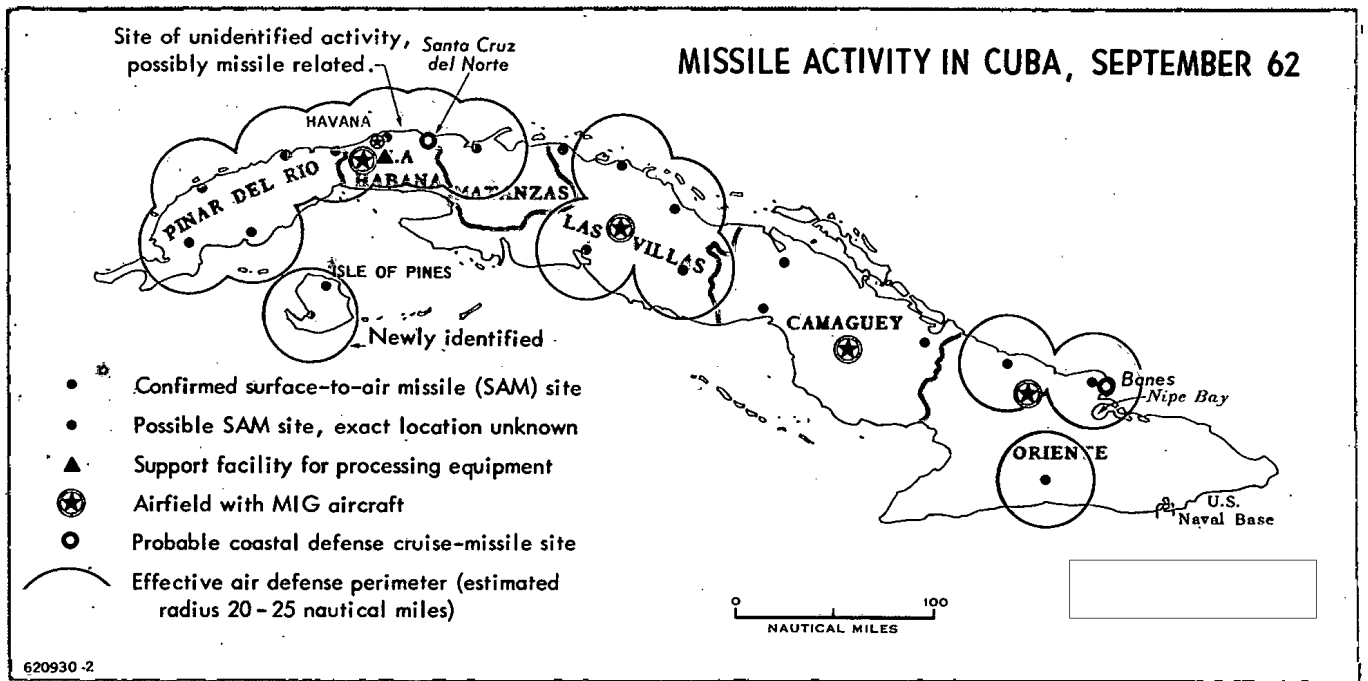 MISSILE ACTIVITY IN CUBA, SEPTEMBER 62
Site of unidentified activity,
possibly missile related.
Santa Cruz
del Norte
HAVANA
PINAR DEL RIO
LA
HABANA
MATANZAS
LAS VILLAS
ISLE OF PINES
Newly identified
CAMAGUEY
Banes
Nipe Bay
ORIENTE
U.S.
Naval Base
Confirmed surface-to-air missile (SAM) site
Possible SAM site, exact location unknown
Support facility for processing equipment
Airfield with MIG aircraft
Probable coastal defense cruise-missile site
Effective air defense perimeter (estimated
radius 20-25 nautical miles)
0 100
NAUTICAL MILES
620930-2